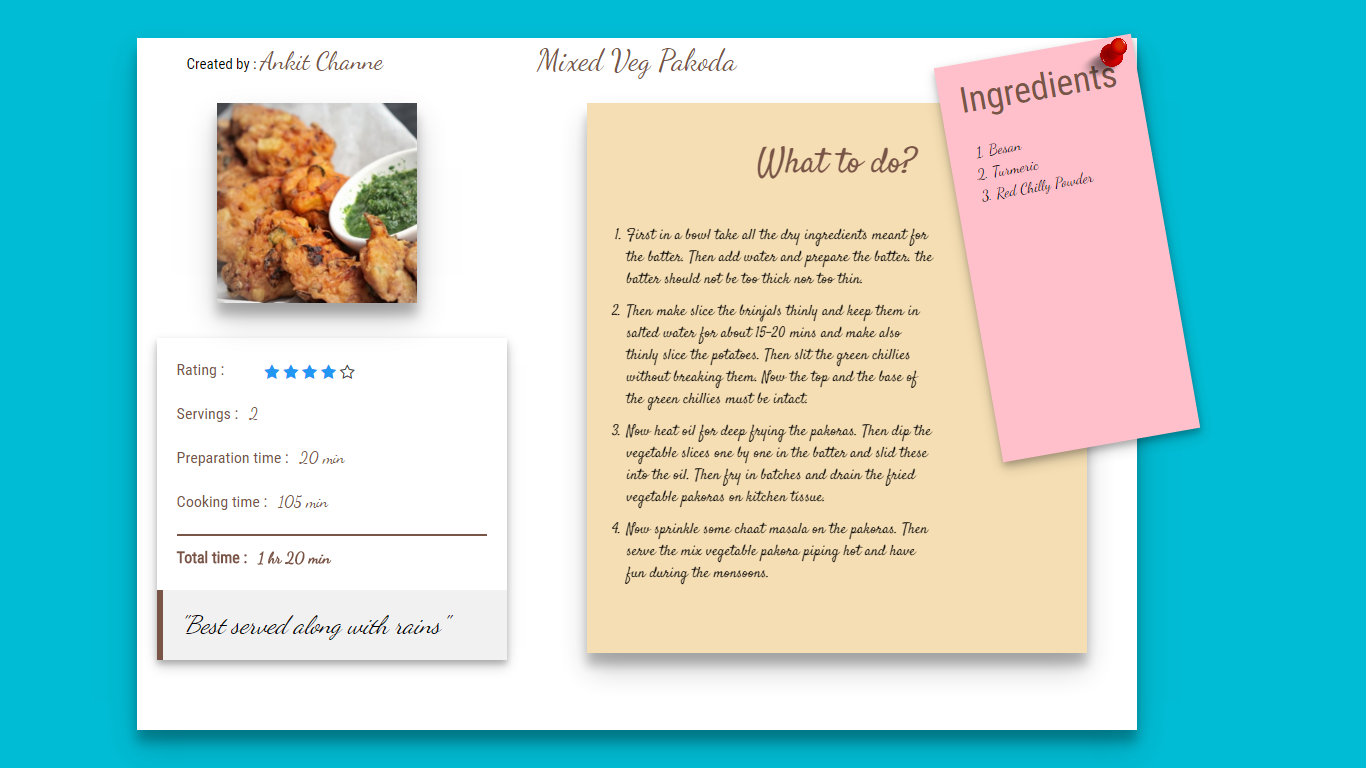 Created by : Ankit Channe
Mixed Veg Pakoda
Rating :
Servings : 2
Preparation time : 20 min
Cooking time : 105 min
Total time : 1 hr 20 min
"Best served along with rains"
What to do?
1. First in a bowl take all the dry ingredients meant for
the batter. Then add water and prepare the batter. the
batter should not be too thick nor too thin.
2. Then make slice the brinjals thinly and keep them in
salted water for about 15-20 mins and make also
thinly slice the potatoes. Then slit the green chillies
without breaking them. Now the top and the base of
the green chillies must be intact.
3. Now heat oil for deep frying the pakoras. Then dip the
vegetable slices one by one in the batter and slid these
into the oil. Then fry in batches and drain the fried
vegetable pakoras on kitchen tissue.
4. Now sprinkle some chaat masala on the pakoras. Then
serve the mix vegetable pakora piping hot and have
fun during the monsoons.
Ingredients
1. Besan
2. Turmeric
3. Red Chilly Powder